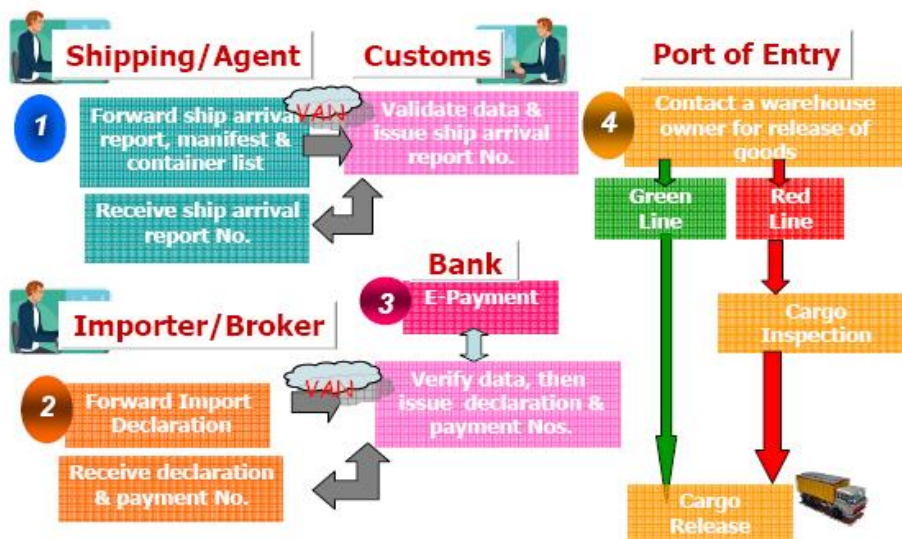 Shipping/Agent
Customs
Port of Entry
1
Forward ship arrival
report, manifest &
container list
VAN
Validate data &
issue ship arrival
report No.
Receive ship arrival
report No.
4
Contact a warehouse
owner for release of
goods
Green
Line
Red
Line
Cargo
Inspection
Cargo
Release
Bank
3
E-Payment
Importer/Broker
2
Forward Import
Declaration
VAN
Verify data, then
issue declaration &
payment Nos.
Receive declaration
& payment No.